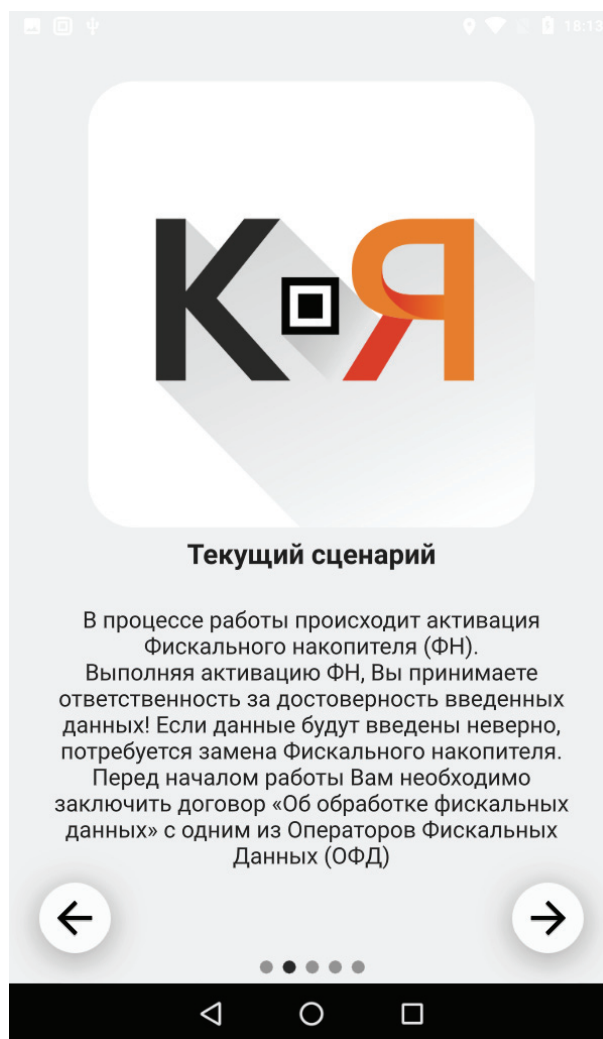 18:13
К Я
Текущий сценарий
В процессе работы происходит активация
Фискального накопителя (ФН).
Выполняя активацию ФН, Вы принимаете
ответственность за достоверность введенных
данных! Если данные будут введены неверно,
потребуется замена Фискального накопителя.
Перед началом работы Вам необходимо
заключить договор «Об обработке фискальных
данных» с одним из Операторов Фискальных
Данных (ОФД)